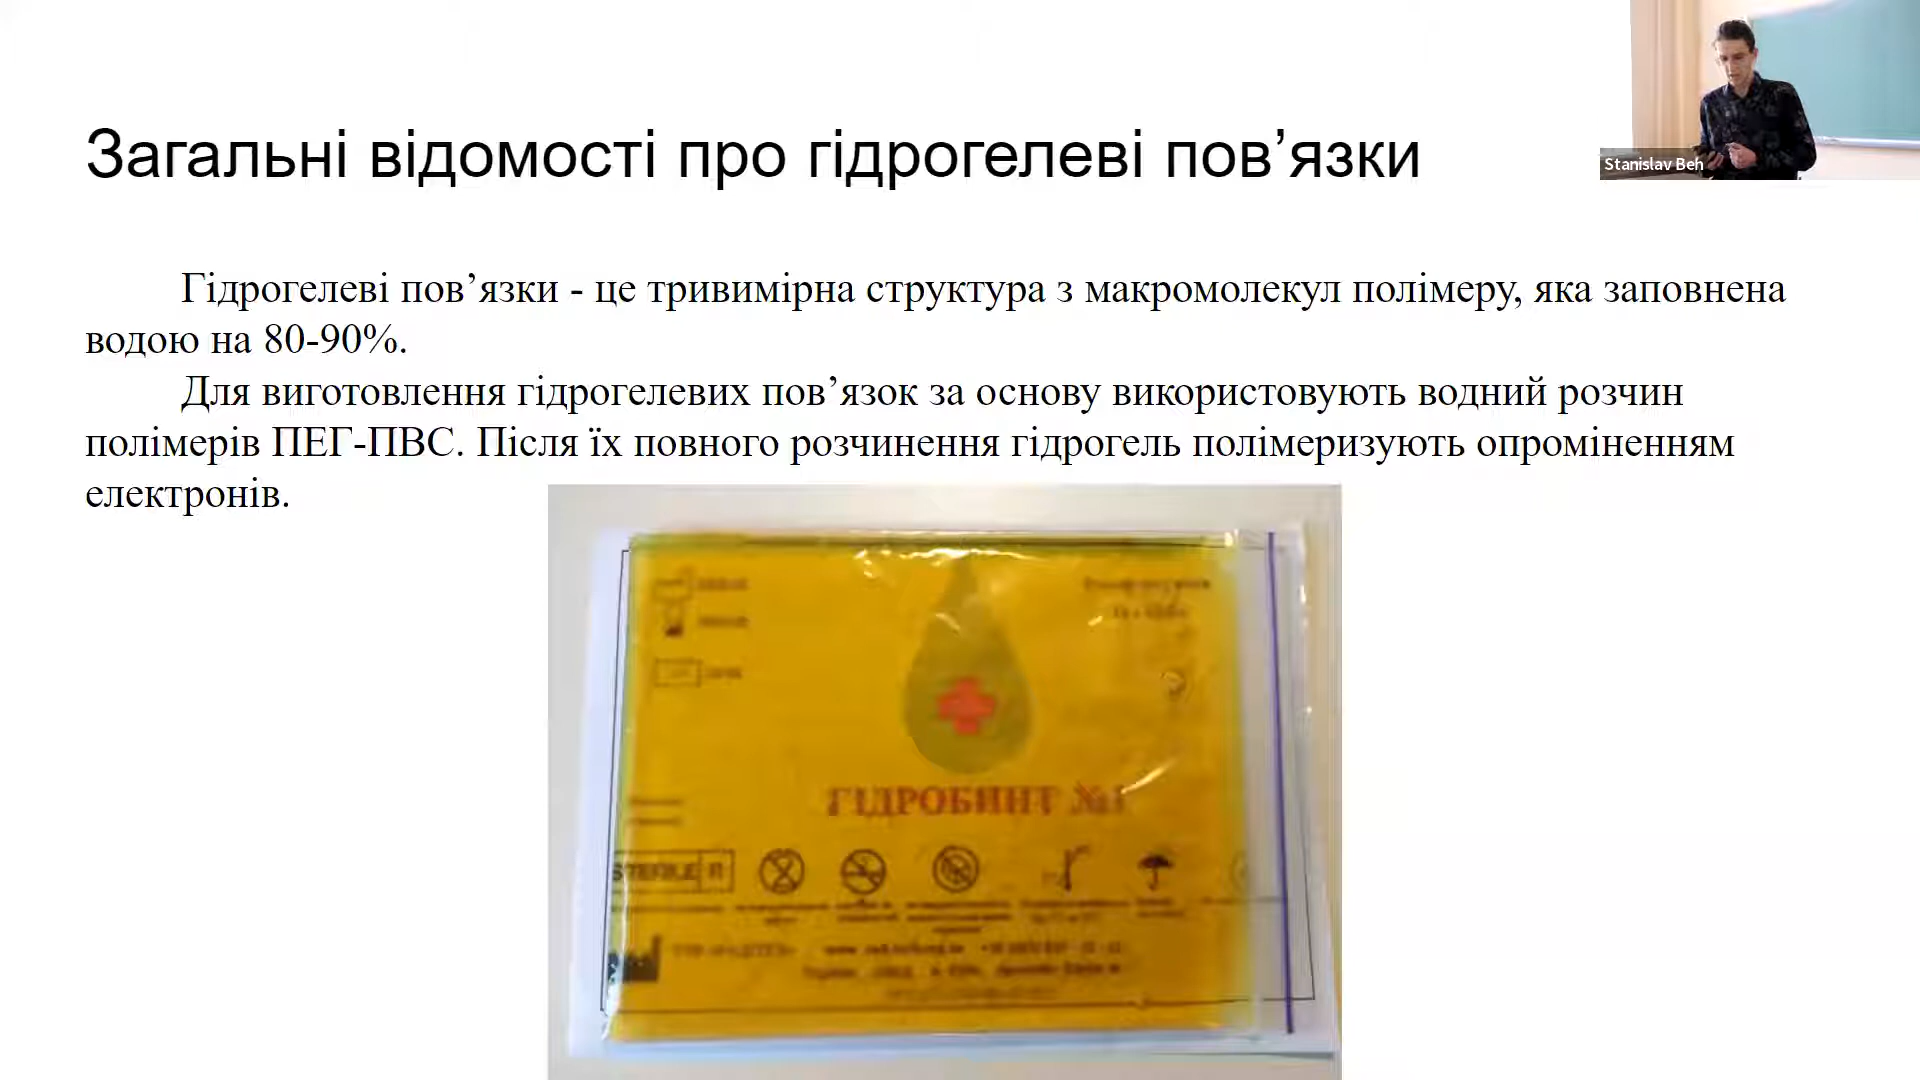 Загальні відомості про гідрогелеві пов’язки
Stanislav Beh
Гідрогелеві пов’язки - це тривимірна структура з макромолекул полімеру, яка заповнена
водою на 80-90%.
Для виготовлення гідрогелевих пов’язок за основу використовують водний розчин
полімерів ПЕГ-ПВС. Після їх повного розчинення гідрогель полімеризують опроміненням
електронів.
ГІДРОБИНТ №1
STERILE R